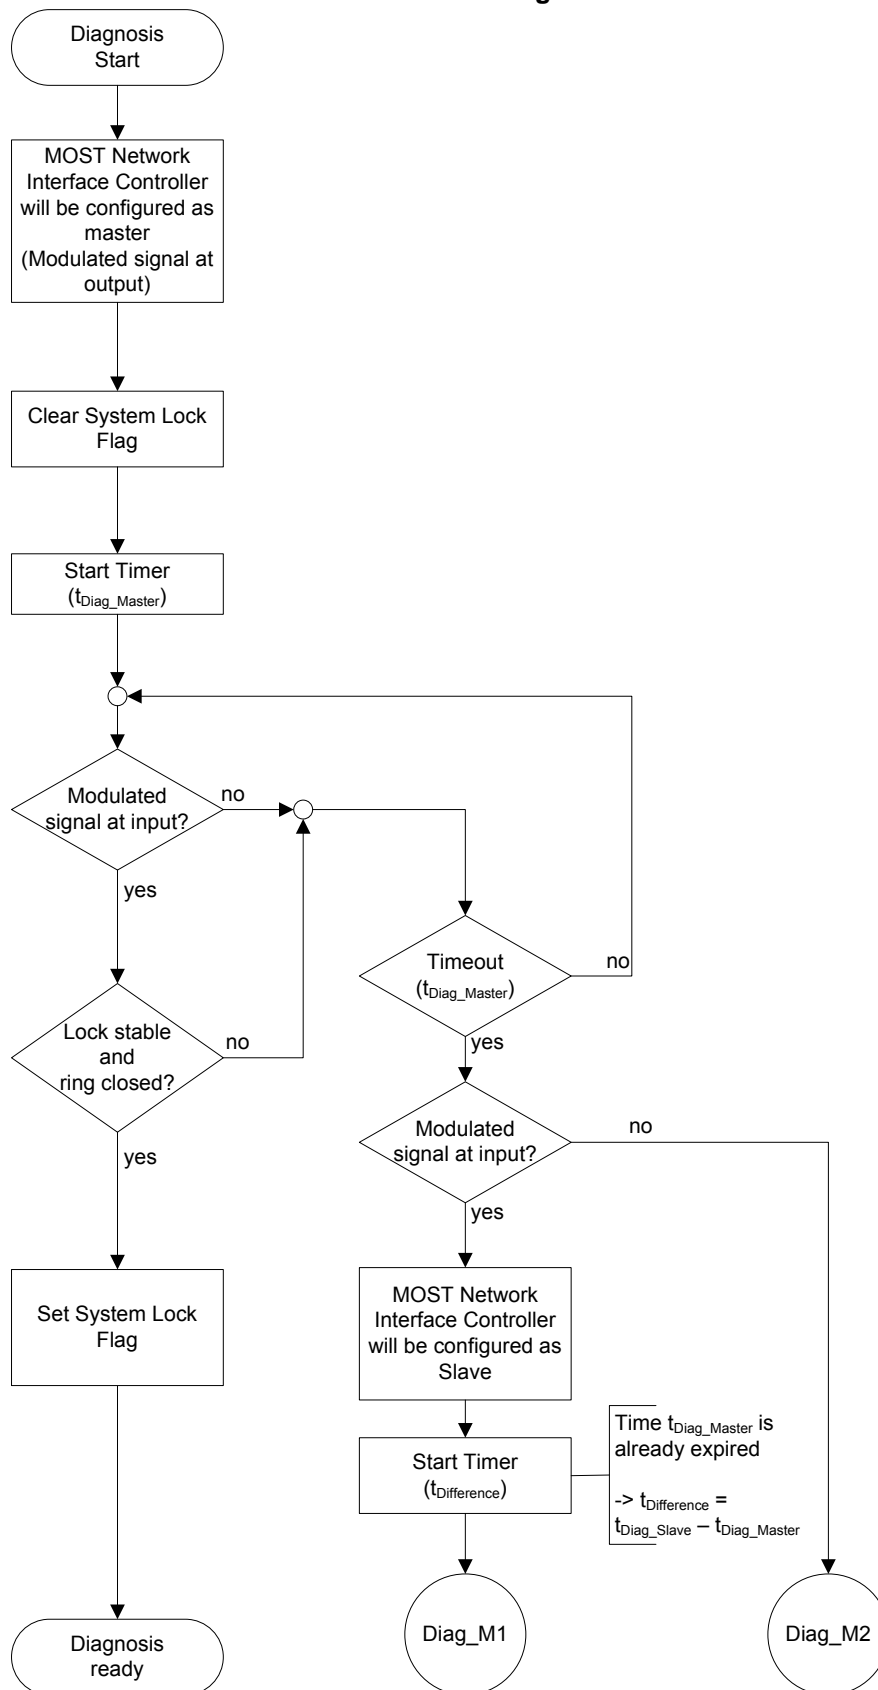 Diagnosis
Start
MOST Network
Interface Controller
will be configured as
master
(Modulated signal at
output)
Clear System Lock
Flag
Start Timer
(tDiag_Master)
Modulated
signal at input?
no
yes
Timeout
(tDiag_Master)
no
yes
Lock stable
and
ring closed?
no
yes
Modulated
signal at input?
no
yes
Set System Lock
Flag
MOST Network
Interface Controller
will be configured as
Slave
Start Timer
(tDifference)
Time tDiag_Master is
already expired
-> tDifference =
tDiag_Slave – tDiag_Master
Diag_M1
Diag_M2
Diagnosis
ready